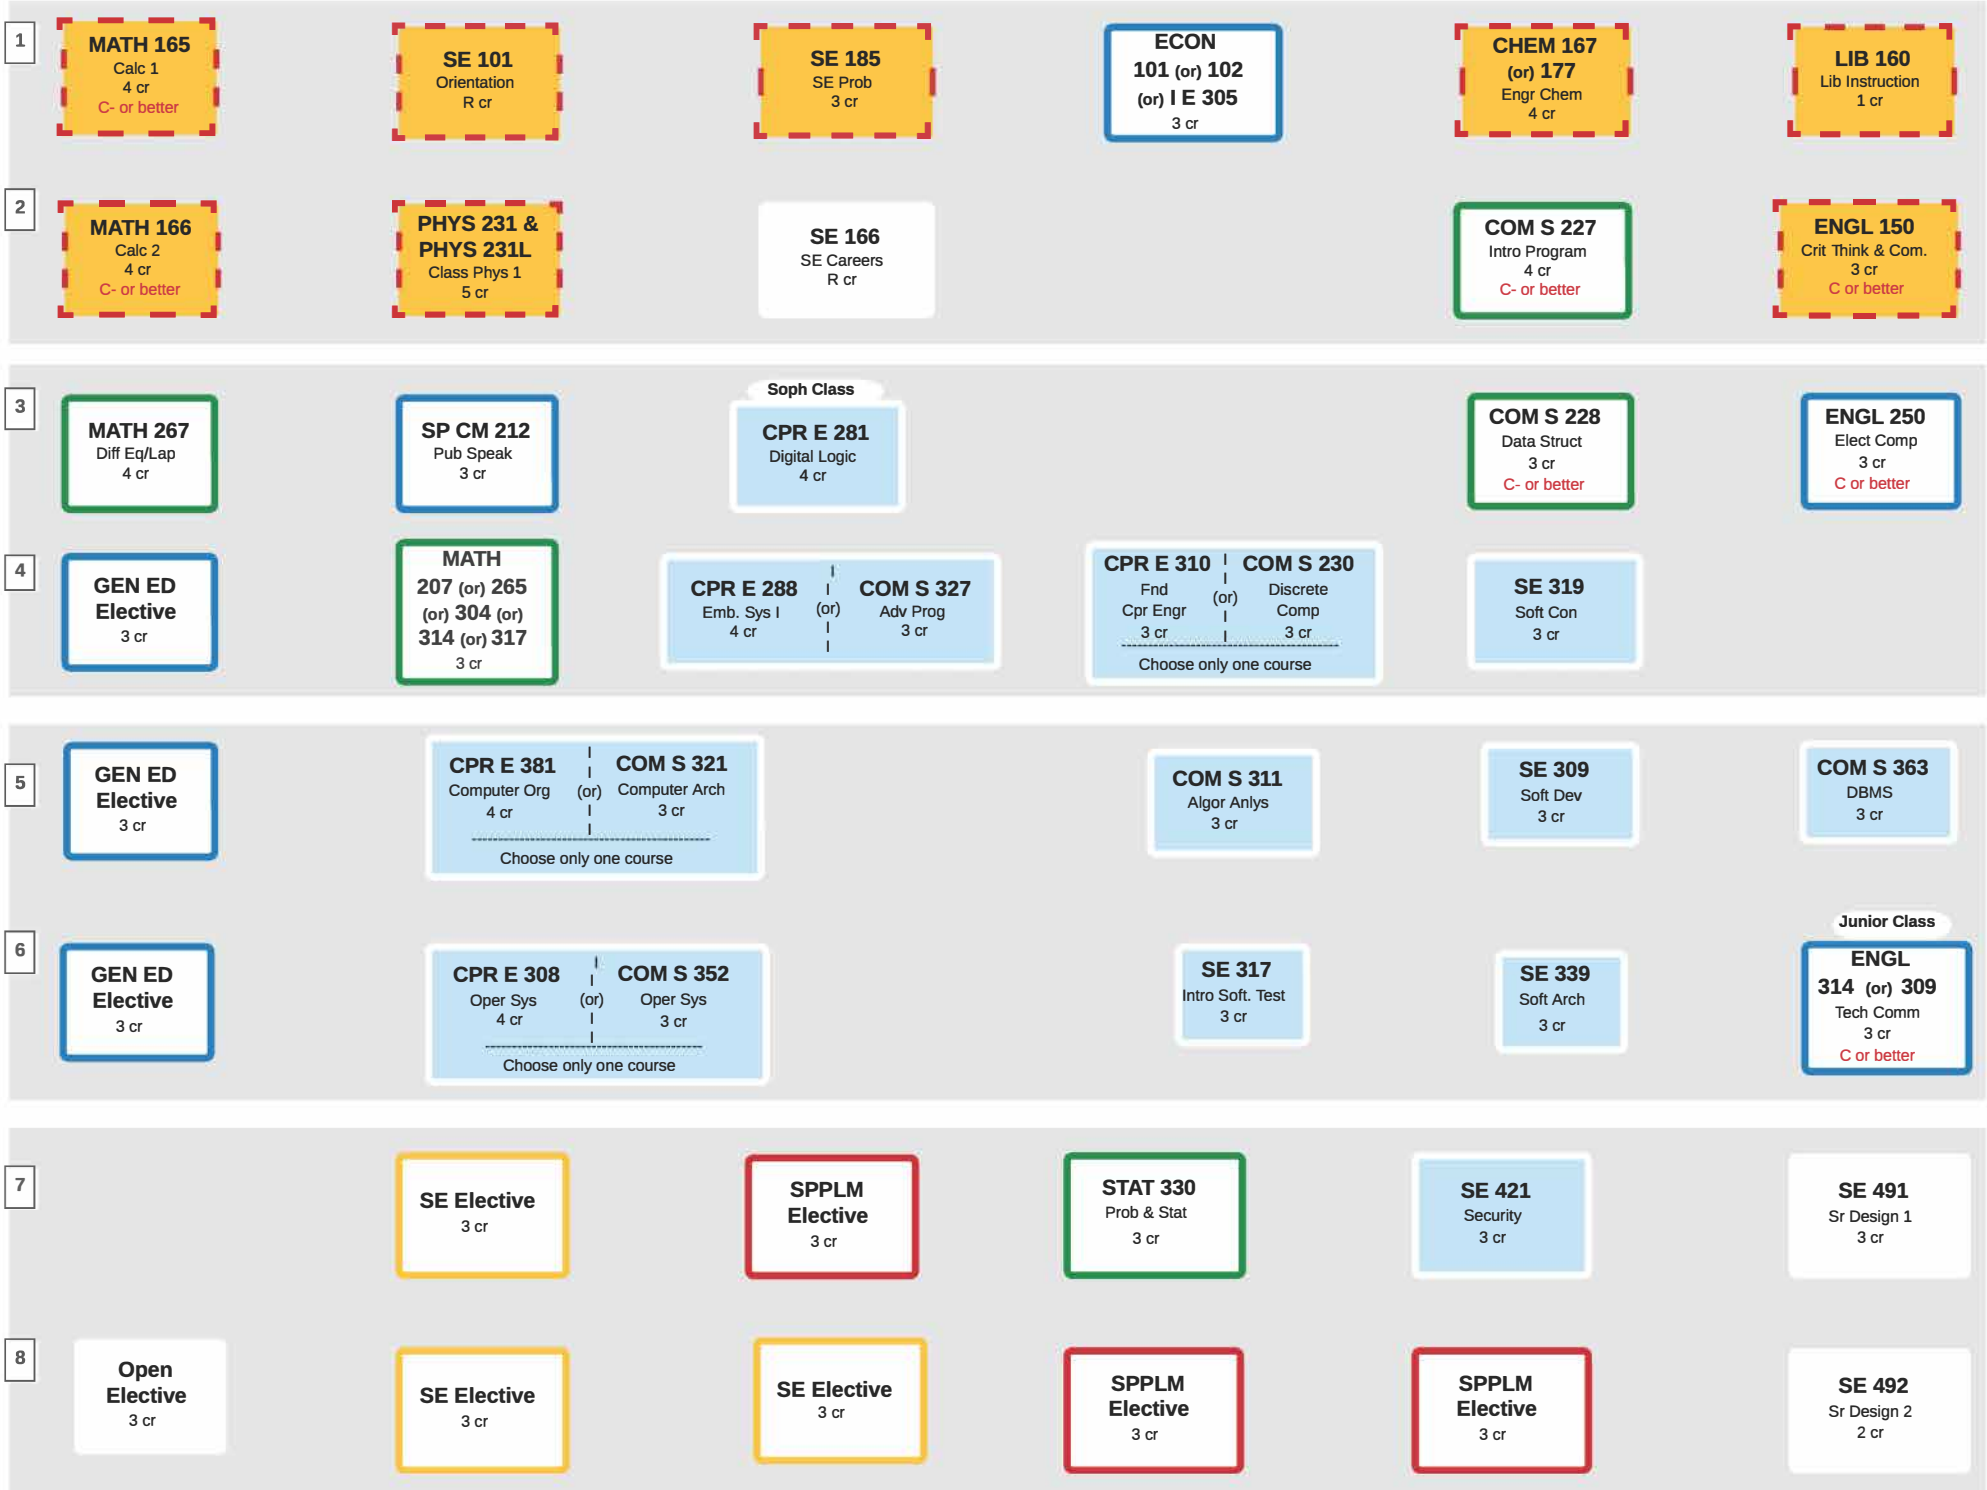 1
MATH 165
Calc 1
4 cr
C- or better
SE 101
Orientation
R cr
SE 185
SE Prob
3 cr
ECON
101 (or) 102
(or) I E 305
3 cr
CHEM 167
(or) 177
Engr Chem
4 cr
LIB 160
Lib Instruction
1 cr
2
MATH 166
Calc 2
4 cr
C- or better
PHYS 231 &
PHYS 231L
Class Phys 1
5 cr
SE 166
SE Careers
R cr
COM S 227
Intro Program
4 cr
C- or better
ENGL 150
Crit Think & Com.
3 cr
C or better
3
MATH 267
Diff Eq/Lap
4 cr
SP CM 212
Pub Speak
3 cr
Soph Class
CPR E 281
Digital Logic
4 cr
COM S 228
Data Struct
3 cr
C- or better
ENGL 250
Elect Comp
3 cr
C or better
4
GEN ED
Elective
3 cr
MATH
207 (or) 265
(or) 304 (or)
314 (or) 317
3 cr
CPR E 288
Emb. Sys I
4 cr
(or)
COM S 327
Adv Prog
3 cr
CPR E 310
Fnd
Cpr Engr
3 cr
(or)
COM S 230
Discrete
Comp
3 cr
Choose only one course
SE 319
Soft Con
3 cr
5
GEN ED
Elective
3 cr
CPR E 381
Computer Org
4 cr
(or)
COM S 321
Computer Arch
3 cr
Choose only one course
COM S 311
Algor Anlys
3 cr
SE 309
Soft Dev
3 cr
COM S 363
DBMS
3 cr
6
GEN ED
Elective
3 cr
CPR E 308
Oper Sys
4 cr
(or)
COM S 352
Oper Sys
3 cr
Choose only one course
SE 317
Intro Soft. Test
3 cr
SE 339
Soft Arch
3 cr
Junior Class
ENGL
314 (or) 309
Tech Comm
3 cr
C or better
7
SE Elective
3 cr
SPPLM
Elective
3 cr
STAT 330
Prob & Stat
3 cr
SE 421
Security
3 cr
SE 491
Sr Design 1
3 cr
8
Open
Elective
3 cr
SE Elective
3 cr
SE Elective
3 cr
SPPLM
Elective
3 cr
SPPLM
Elective
3 cr
SE 492
Sr Design 2
2 cr